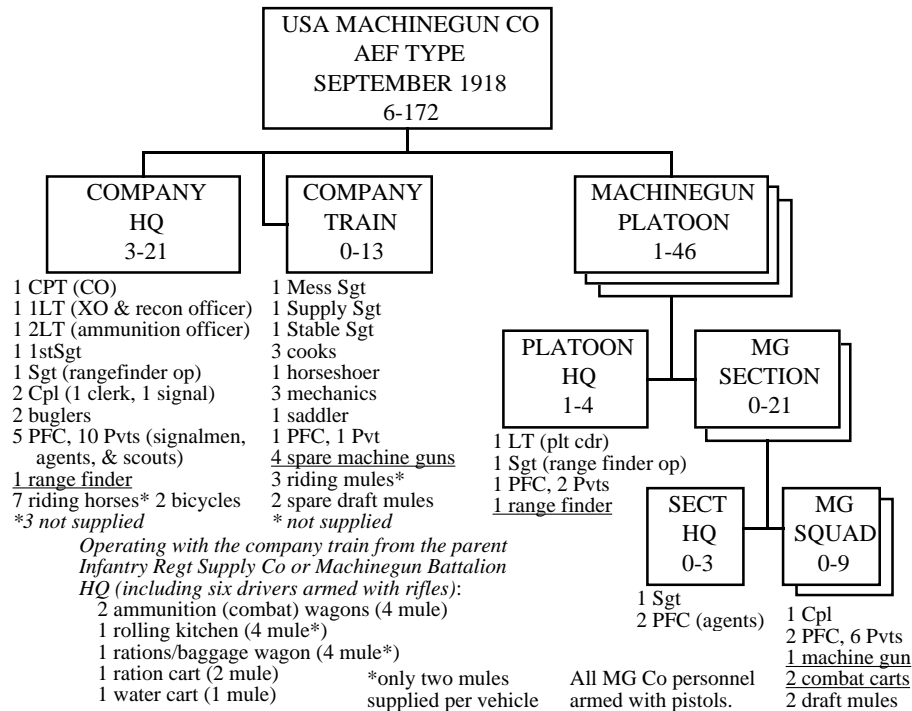 USA MACHINEGUN CO
AEF TYPE
SEPTEMBER 1918
6-172
COMPANY
HQ
3-21
1 CPT (CO)
1 1LT (XO & recon officer)
1 2LT (ammunition officer)
1 1stSgt
1 Sgt (rangefinder op)
2 Cpl (1 clerk, 1 signal)
2 buglers
5 PFC, 10 Pvts (signalmen,
agents, & scouts)
1 range finder
7 riding horses* 2 bicycles
*3 not supplied
COMPANY
TRAIN
0-13
1 Mess Sgt
1 Supply Sgt
1 Stable Sgt
3 cooks
1 horseshoer
3 mechanics
1 saddler
1 PFC, 1 Pvt
4 spare machine guns
3 riding mules*
2 spare draft mules
* not supplied
Operating with the company train from the parent
Infantry Regt Supply Co or Machinegun Battalion
HQ (including six drivers armed with rifles):
2 ammunition (combat) wagons (4 mule)
1 rolling kitchen (4 mule*)
1 rations/baggage wagon (4 mule*)
1 ration cart (2 mule)
1 water cart (1 mule)
*only two mules
supplied per vehicle
MACHINEGUN
PLATOON
1-46
PLATOON
HQ
1-4
1 LT (plt cdr)
1 Sgt (range finder op)
1 PFC, 2 Pvts
1 range finder
MG
SECTION
0-21
SECT
HQ
0-3
1 Sgt
2 PFC (agents)
MG
SQUAD
0-9
1 Cpl
2 PFC, 6 Pvts
1 machine gun
2 combat carts
2 draft mules
All MG Co personnel
armed with pistols.